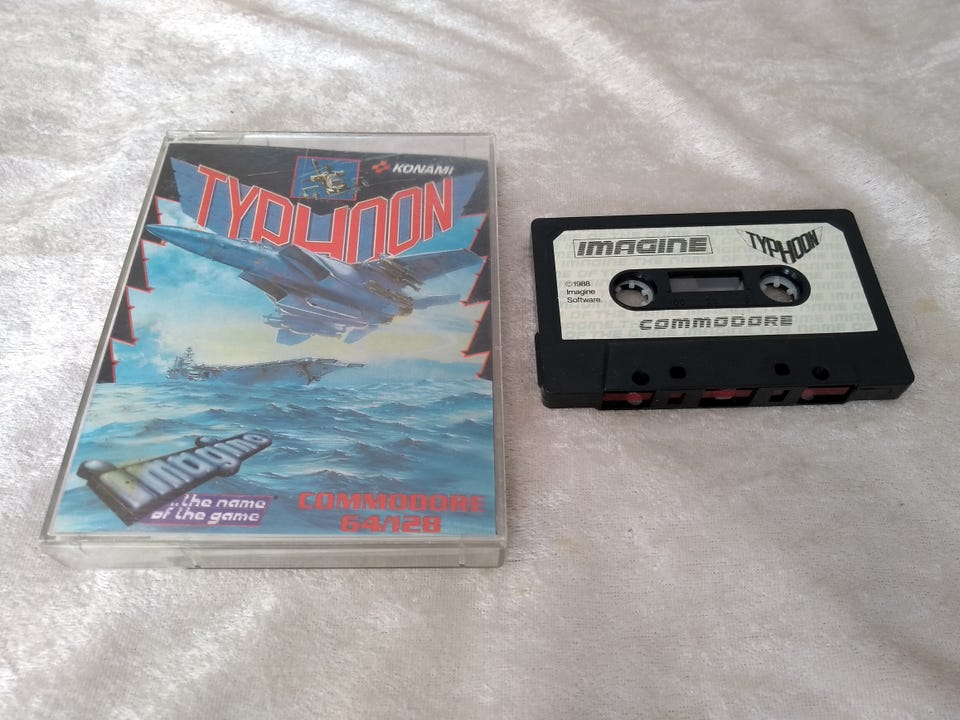 KONAMI
TYPHOON
Imagine
...the name
of the game
COMMODORE
64/128
IMAGINE
TYPHOON
©1988
Imagine
Software.
COMMODORE